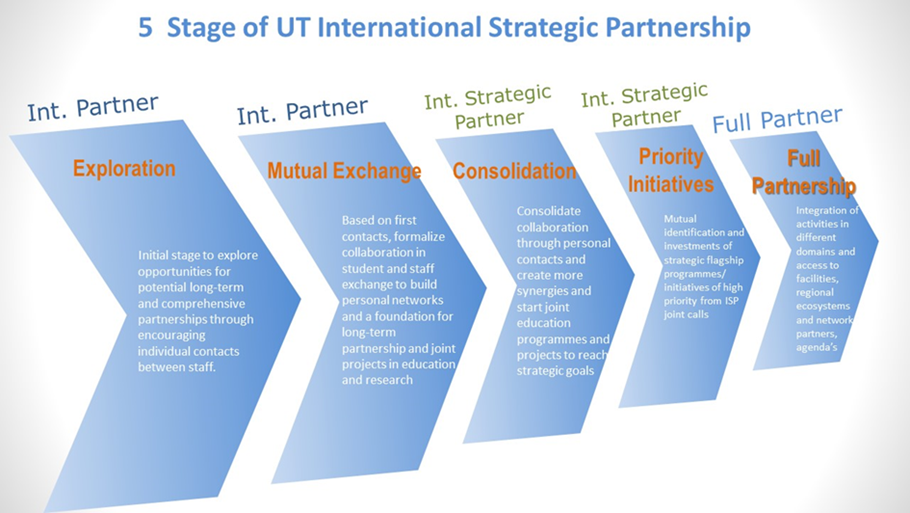 5 Stage of UT International Strategic Partnership
Int. Partner
Exploration
Initial stage to explore
opportunities for
potential long-term
and comprehensive
partnerships through
encouraging
individual contacts
between staff.
Int. Partner
Mutual Exchange
Based on first
contacts, formalize
collaboration in
student and staff
exchange to build
personal networks
and a foundation for
long-term
partnership and joint
projects in education
and research
Int. Strategic
Partner
Consolidation
Consolidate
collaboration
through personal
contacts and
create more
synergies and
start joint
education
programmes and
projects to reach
strategic goals
Int. Strategic
Partner
Priority
Initiatives
Mutual
identification and
investments of
strategic flagship
programmes/
initiatives of high
priority from ISP
joint calls
Full Partner
Full
Partnership
Integration of
activities in
different
domains and
access to
facilities,
regional
ecosystems
and network
partners,
agenda's